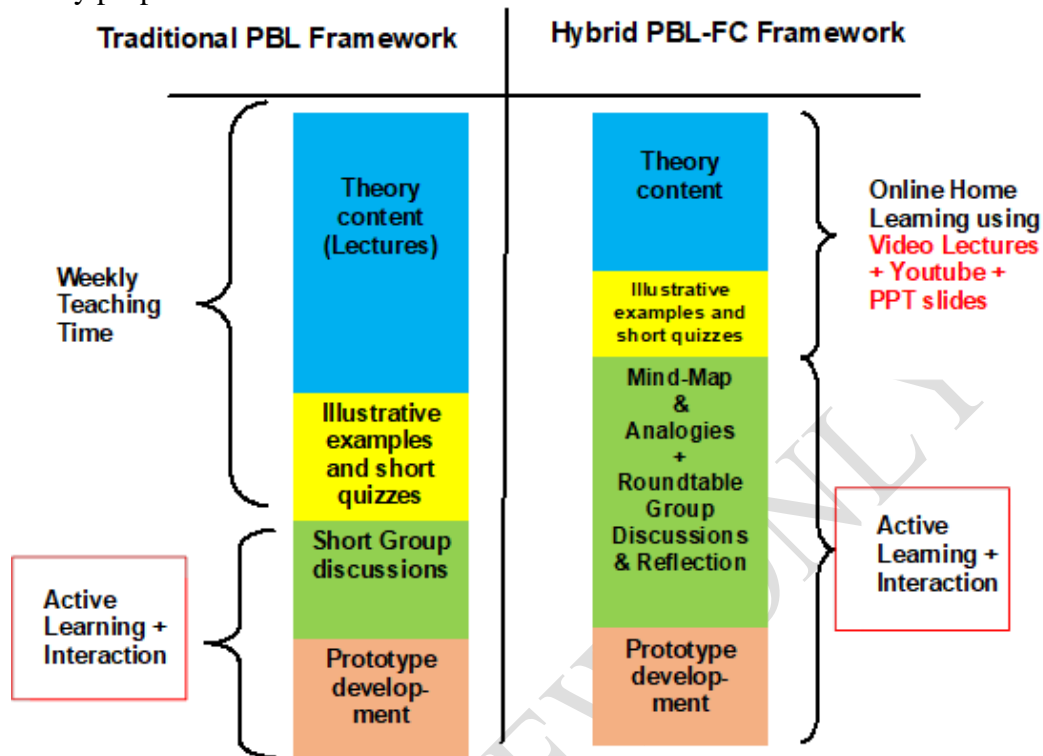 Traditional PBL Framework
Hybrid PBL-FC Framework
Weekly
Teaching
Time
Theory
content
(Lectures)
Illustrative
examples
and short
quizzes
Short Group
discussions
Prototype
develop-
ment
Active
Learning +
Interaction
Theory
content
Illustrative
examples and
short quizzes
Mind-Map
&
Analogies
+
Roundtable
Group
Discussions
& Reflection
Prototype
develop-
ment
Online Home
Learning using
Video Lectures
+ Youtube +
PPT slides
Active
Learning +
Interaction
ONLY